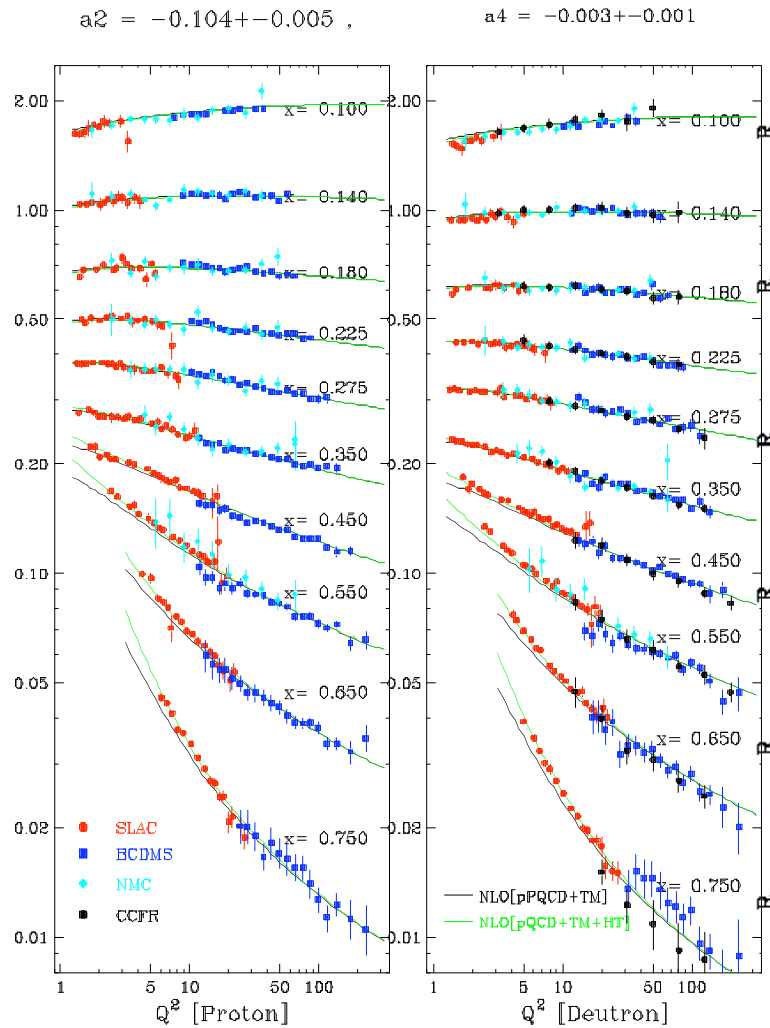 a2 = -0.104+-0.005 ,
a4 = -0.003+-0.001
2.00
1.00
0.50
0.20
0.10
0.05
0.02
0.01
x= 0.100
x= 0.140
x= 0.180
x= 0.225
x= 0.275
x= 0.350
x= 0.450
x= 0.550
x= 0.650
x= 0.750
SLAC
BCDMS
NMC
CCFR
1 5 10 50 100
Q² [Proton]
2.00
1.00
0.50
0.20
0.10
0.05
0.02
0.01
x= 0.100
x= 0.140
x= 0.180
x= 0.225
x= 0.275
x= 0.350
x= 0.450
x= 0.550
x= 0.650
x= 0.750
NLO[pPQCD+TM]
NLO[pQCD+TM+HT]
1 5 10 50 100
Q² [Deutron]